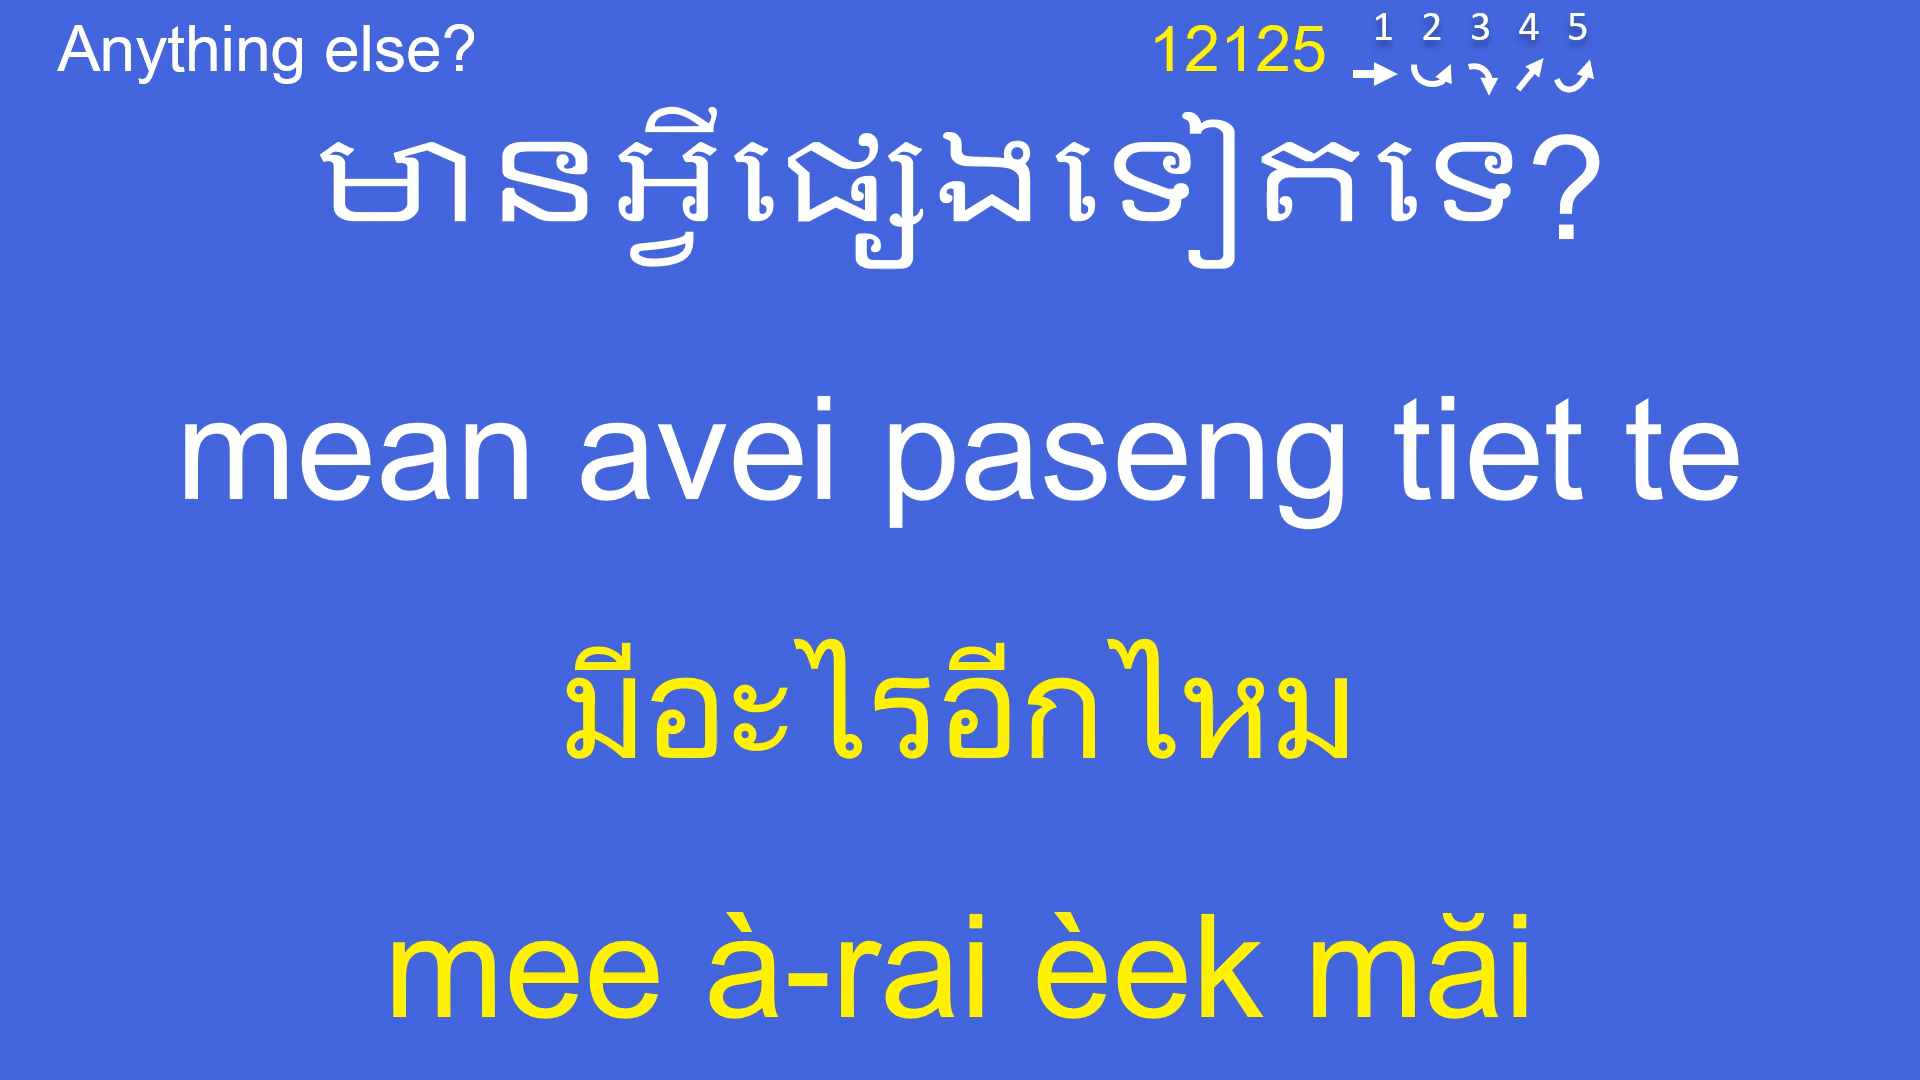 Anything else?
12125 1 2 3 4 5
មានអ្វីផ្សេងទៀតទេ?
mean avei paseng tiet te
มีอะไรอีกไหม
mee à-rai èek măi